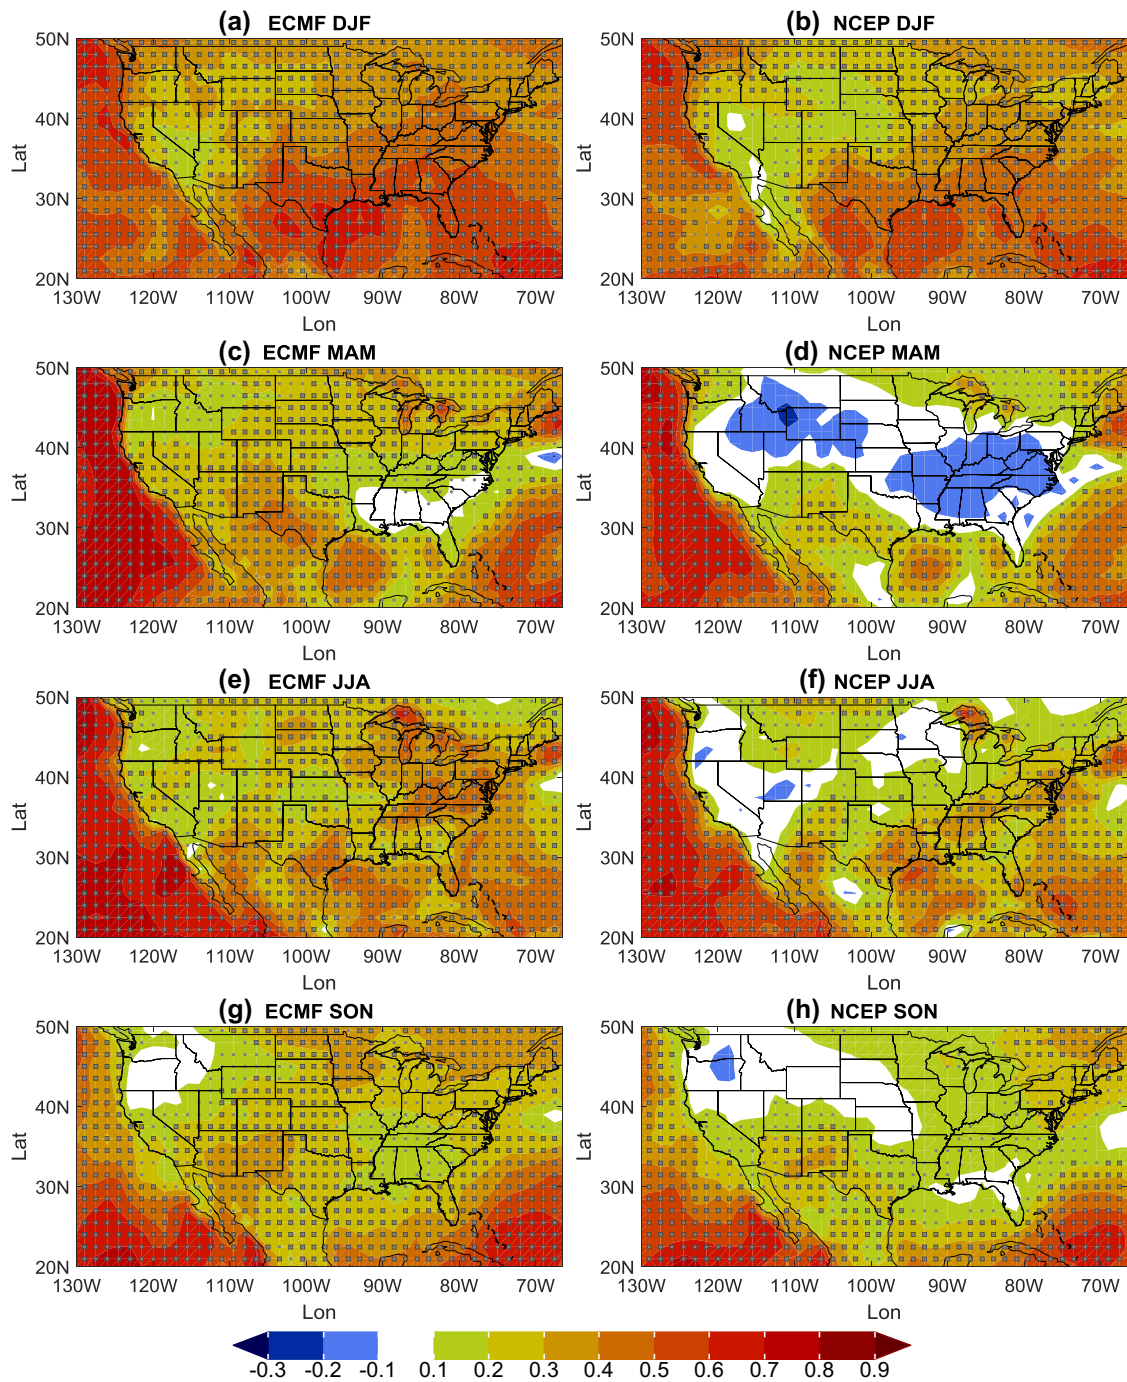 (a) ECMF DJF
(b) NCEP DJF
50N
40N
30N
20N
Lat
130W 120W 110W 100W 90W 80W 70W
Lon
50N
40N
30N
20N
Lat
130W 120W 110W 100W 90W 80W 70W
Lon
(c) ECMF MAM
(d) NCEP MAM
50N
40N
30N
20N
Lat
130W 120W 110W 100W 90W 80W 70W
Lon
50N
40N
30N
20N
Lat
130W 120W 110W 100W 90W 80W 70W
Lon
(e) ECMF JJA
(f) NCEP JJA
50N
40N
30N
20N
Lat
130W 120W 110W 100W 90W 80W 70W
Lon
50N
40N
30N
20N
Lat
130W 120W 110W 100W 90W 80W 70W
Lon
(g) ECMF SON
(h) NCEP SON
50N
40N
30N
20N
Lat
130W 120W 110W 100W 90W 80W 70W
Lon
50N
40N
30N
20N
Lat
130W 120W 110W 100W 90W 80W 70W
Lon
-0.3 -0.2 -0.1 0.1 0.2 0.3 0.4 0.5 0.6 0.7 0.8 0.9